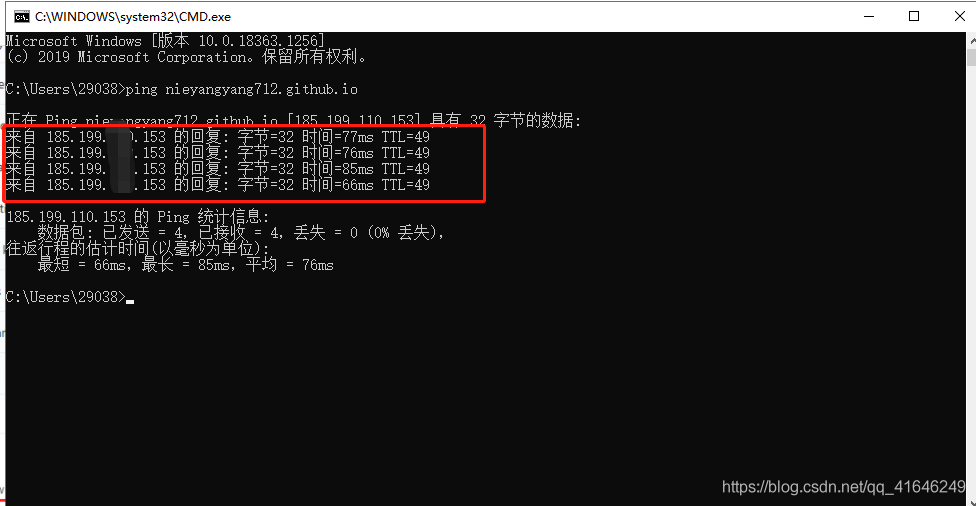 C:\WINDOWS\system32\CMD.exe
Microsoft Windows [版本 10.0.18363.1256]
(c) 2019 Microsoft Corporation。保留所有权利。
C:\Users\29038>ping nieyangyang712.github.io
正在 Ping nieyangyang712.github.io [185.199.110.153] 具有 32 字节的数据:
来自 185.199. .153 的回复: 字节=32 时间=77ms TTL=49
来自 185.199. .153 的回复: 字节=32 时间=76ms TTL=49
来自 185.199. .153 的回复: 字节=32 时间=85ms TTL=49
来自 185.199. .153 的回复: 字节=32 时间=66ms TTL=49
185.199.110.153 的 Ping 统计信息:
数据包: 已发送 = 4，已接收 = 4，丢失 = 0 (0% 丢失)，
往返行程的估计时间(以毫秒为单位):
最短 = 66ms，最长 = 85ms，平均 = 76ms
C:\Users\29038>
https://blog.csdn.net/qq_41646249